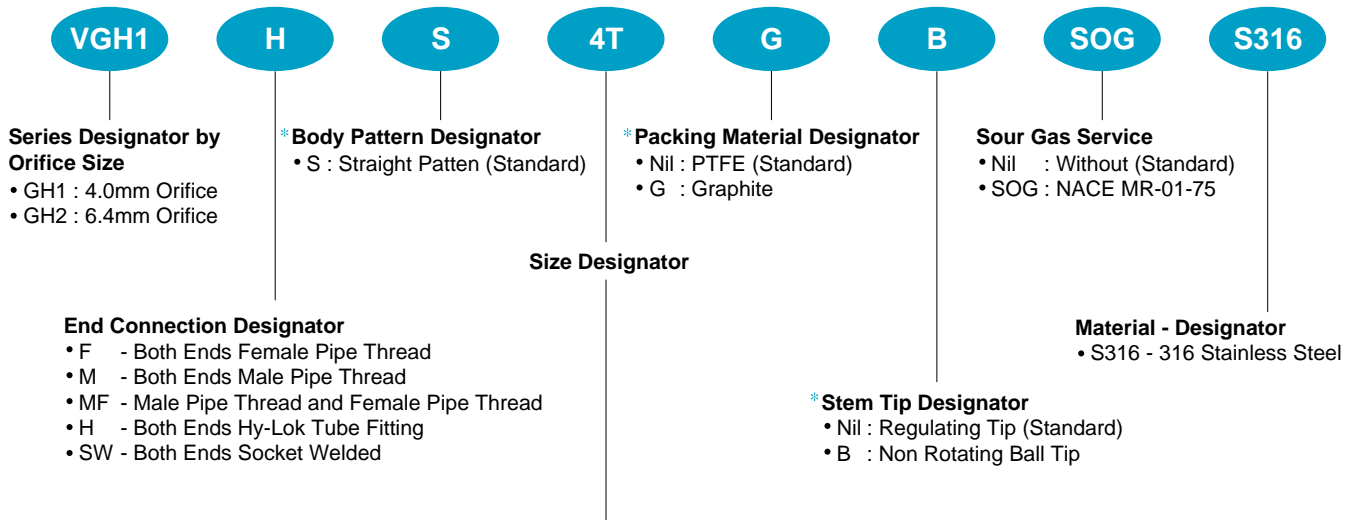 VGH1 H S 4T G B SOG S316
Series Designator by
Orifice Size
• GH1 : 4.0mm Orifice
• GH2 : 6.4mm Orifice
*Body Pattern Designator
• S : Straight Patten (Standard)
*Packing Material Designator
• Nil : PTFE (Standard)
• G : Graphite
Sour Gas Service
• Nil : Without (Standard)
• SOG : NACE MR-01-75
Size Designator
End Connection Designator
• F - Both Ends Female Pipe Thread
• M - Both Ends Male Pipe Thread
• MF - Male Pipe Thread and Female Pipe Thread
• H - Both Ends Hy-Lok Tube Fitting
• SW - Both Ends Socket Welded
*Stem Tip Designator
• Nil : Regulating Tip (Standard)
• B : Non Rotating Ball Tip
Material - Designator
• S316 - 316 Stainless Steel